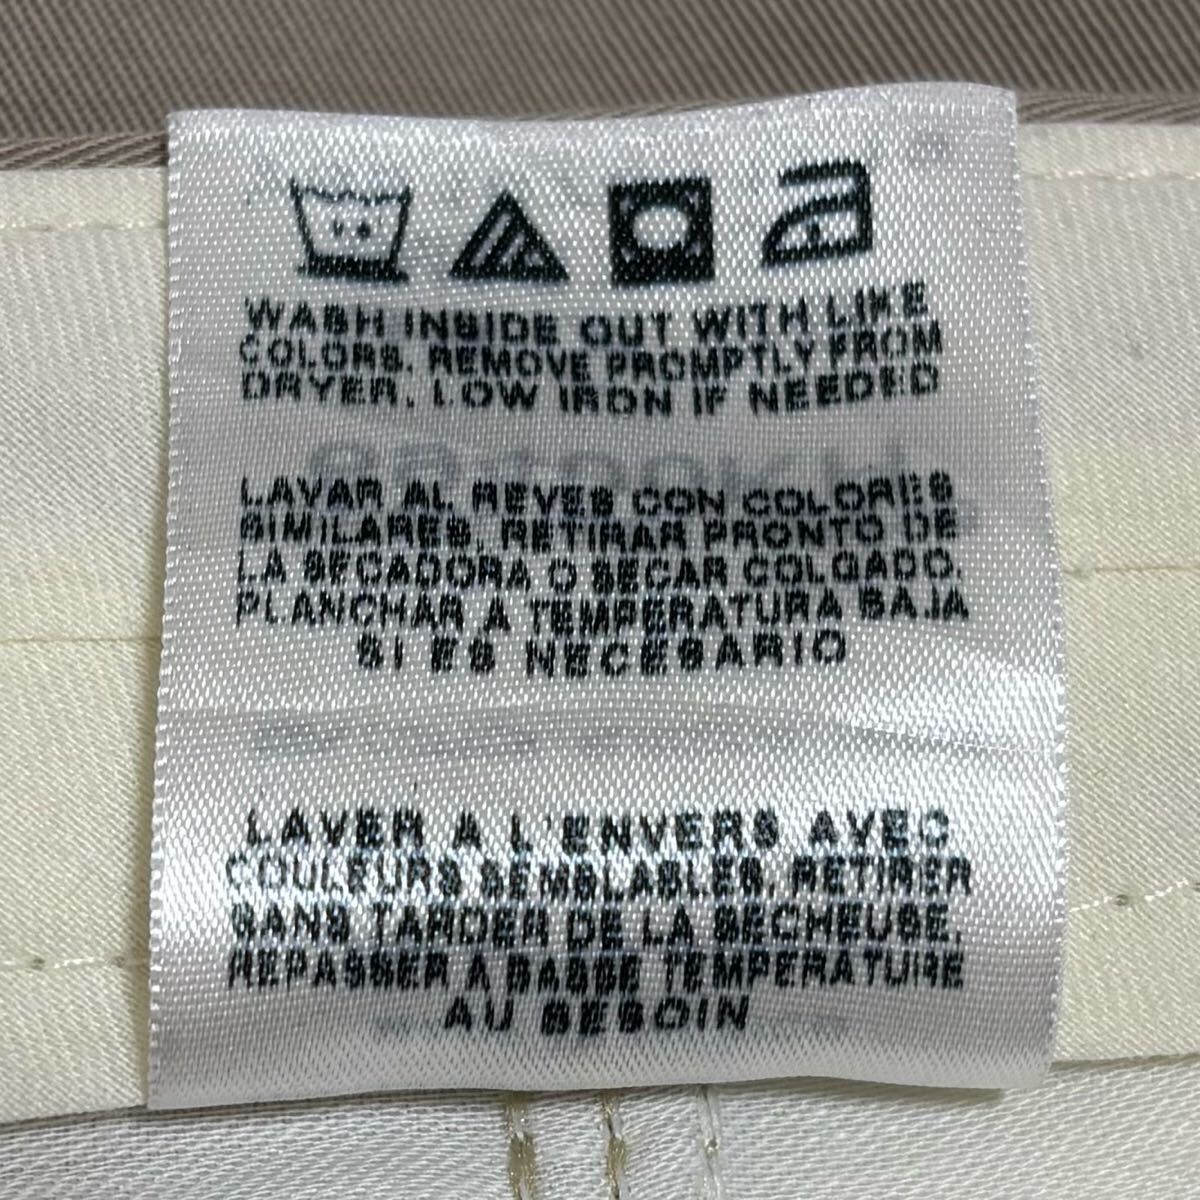 WASH INSIDE OUT WITH LIKE
COLORS. REMOVE PROMPTLY FROM
DRYER. LOW IRON IF NEEDED
LAVAR AL REVES CON COLORES
SIMILARES. RETIRAR PRONTO DE
LA SECADORA O SECAR COLGADO.
PLANCHAR A TEMPERATURA BAJA
SI ES NECESARIO
LAVER A L'ENVERS AVEC
COULEURS SEMBLABLES. RETIRER
SANS TARDER DE LA SECHEUSE.
REPASSER A BASSE TEMPERATURE
AU BESOIN